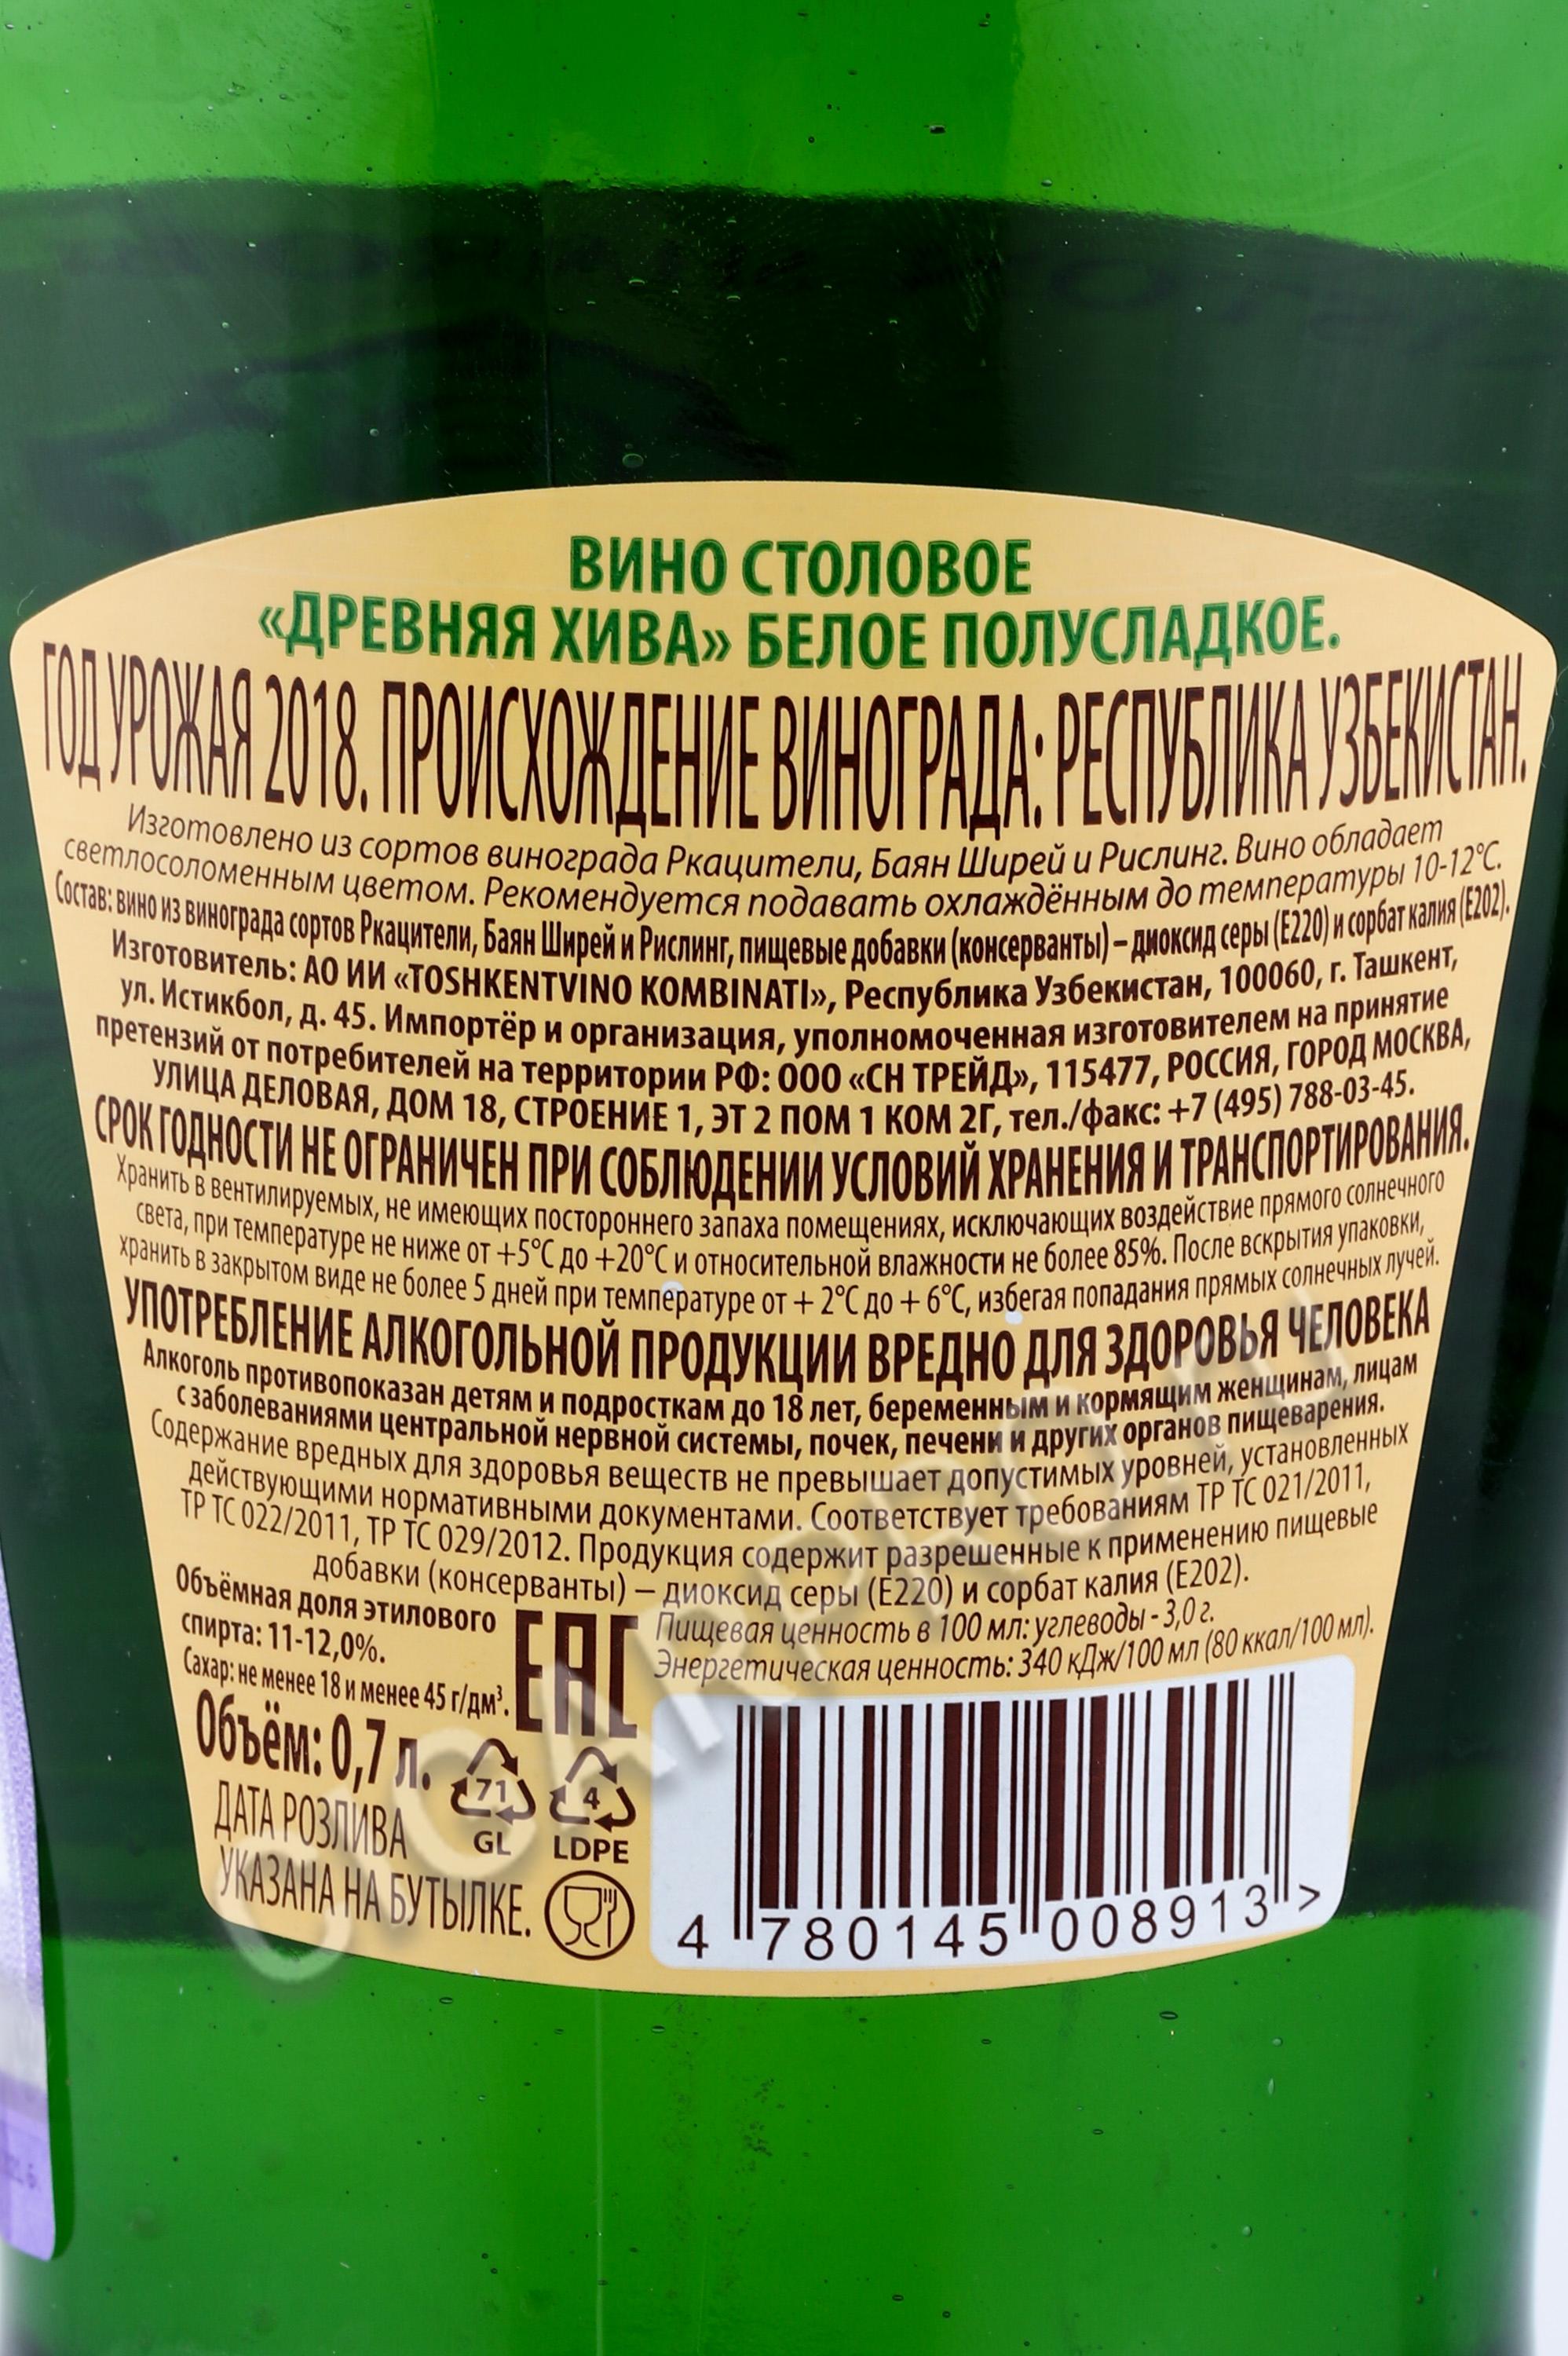 ВИНО СТОЛОВОЕ
«ДРЕВНЯЯ ХИВА» БЕЛОЕ ПОЛУСЛАДКОЕ.
ГОД УРОЖАЯ 2018. ПРОИСХОЖДЕНИЕ ВИНОГРАДА: РЕСПУБЛИКА УЗБЕКИСТАН.
Изготовлено из сортов винограда Ркацители, Баян Ширей и Рислинг. Вино обладает
светлосоломенным цветом. Рекомендуется подавать охлаждённым до температуры 10-12°С.
Состав: вино из винограда сортов Ркацители, Баян Ширей и Рислинг, пищевые добавки (консерванты) – диоксид серы (Е220) и сорбат калия (Е202).
Изготовитель: АО ИИ «TOSHKENTVINO KOMBINATI», Республика Узбекистан, 100060, г. Ташкент,
ул. Истикбол, д. 45. Импортёр и организация, уполномоченная изготовителем на принятие
претензий от потребителей на территории РФ: ООО «СН ТРЕЙД», 115477, РОССИЯ, ГОРОД МОСКВА,
УЛИЦА ДЕЛОВАЯ, ДОМ 18, СТРОЕНИЕ 1, ЭТ 2 ПОМ 1 КОМ 2Г, тел./факс: +7 (495) 788-03-45.
СРОК ГОДНОСТИ НЕ ОГРАНИЧЕН ПРИ СОБЛЮДЕНИИ УСЛОВИЙ ХРАНЕНИЯ И ТРАНСПОРТИРОВАНИЯ.
Хранить в вентилируемых, не имеющих постороннего запаха помещениях, исключающих воздействие прямого солнечного
света, при температуре не ниже от +5°С до +20°С и относительной влажности не более 85%. После вскрытия упаковки,
хранить в закрытом виде не более 5 дней при температуре от + 2°С до + 6°С, избегая попадания прямых солнечных лучей.
УПОТРЕБЛЕНИЕ АЛКОГОЛЬНОЙ ПРОДУКЦИИ ВРЕДНО ДЛЯ ЗДОРОВЬЯ ЧЕЛОВЕКА
Алкоголь противопоказан детям и подросткам до 18 лет, беременным и кормящим женщинам, лицам
с заболеваниями центральной нервной системы, почек, печени и других органов пищеварения.
Содержание вредных для здоровья веществ не превышает допустимых уровней, установленных
действующими нормативными документами. Соответствует требованиям ТР ТС 021/2011,
ТР ТС 022/2011, ТР ТС 029/2012. Продукция содержит разрешенные к применению пищевые
добавки (консерванты) – диоксид серы (Е220) и сорбат калия (Е202).
Объёмная доля этилового
спирта: 11-12,0%.
Сахар: не менее 18 и менее 45 г/дм³.
Объём: 0,7 л.
ДАТА РОЗЛИВА
УКАЗАНА НА БУТЫЛКЕ.
ЕАС
71
GL
4
LDPE
Пищевая ценность в 100 мл: углеводы - 3,0 г.
Энергетическая ценность: 340 кДж/100 мл (80 ккал/100 мл).
4 780145 008913 >